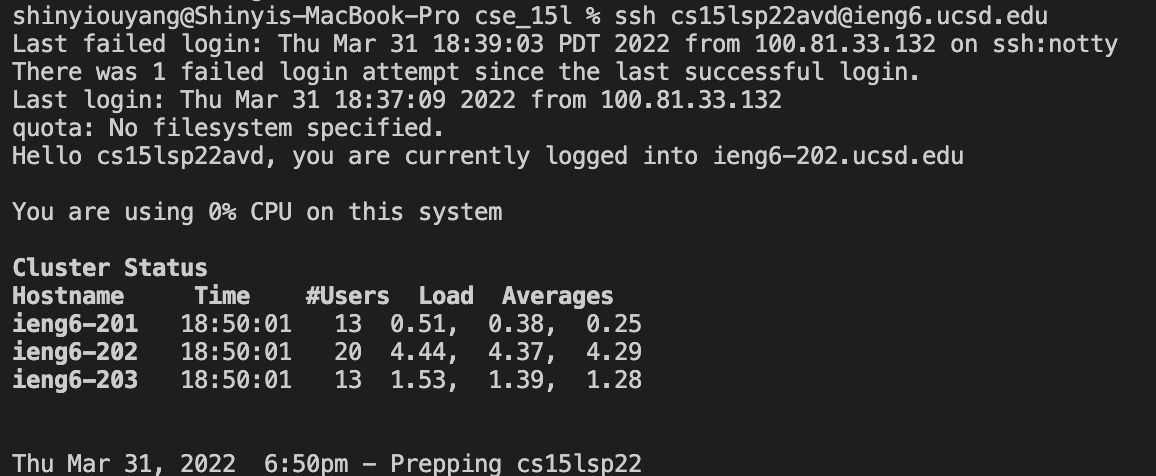 shinyiouyang@Shinyis-MacBook-Pro cse_15l % ssh cs15lsp22avd@ieng6.ucsd.edu
Last failed login: Thu Mar 31 18:39:03 PDT 2022 from 100.81.33.132 on ssh:notty
There was 1 failed login attempt since the last successful login.
Last login: Thu Mar 31 18:37:09 2022 from 100.81.33.132
quota: No filesystem specified.
Hello cs15lsp22avd, you are currently logged into ieng6-202.ucsd.edu
You are using 0% CPU on this system
Cluster Status
Hostname     Time    #Users  Load  Averages
ieng6-201   18:50:01   13  0.51,  0.38,  0.25
ieng6-202   18:50:01   20  4.44,  4.37,  4.29
ieng6-203   18:50:01   13  1.53,  1.39,  1.28
Thu Mar 31, 2022  6:50pm - Prepping cs15lsp22